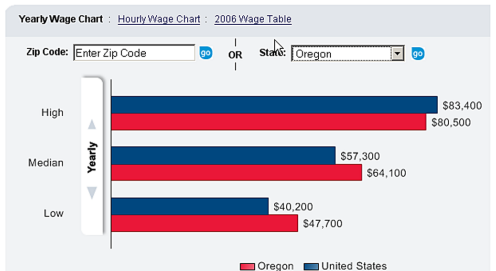 Yearly Wage Chart : Hourly Wage Chart : 2006 Wage Table
Zip Code: Enter Zip Code go OR State: Oregon go
High $83,400
$80,500
Yearly
Median $57,300
$64,100
Low $40,200
$47,700
Oregon United States